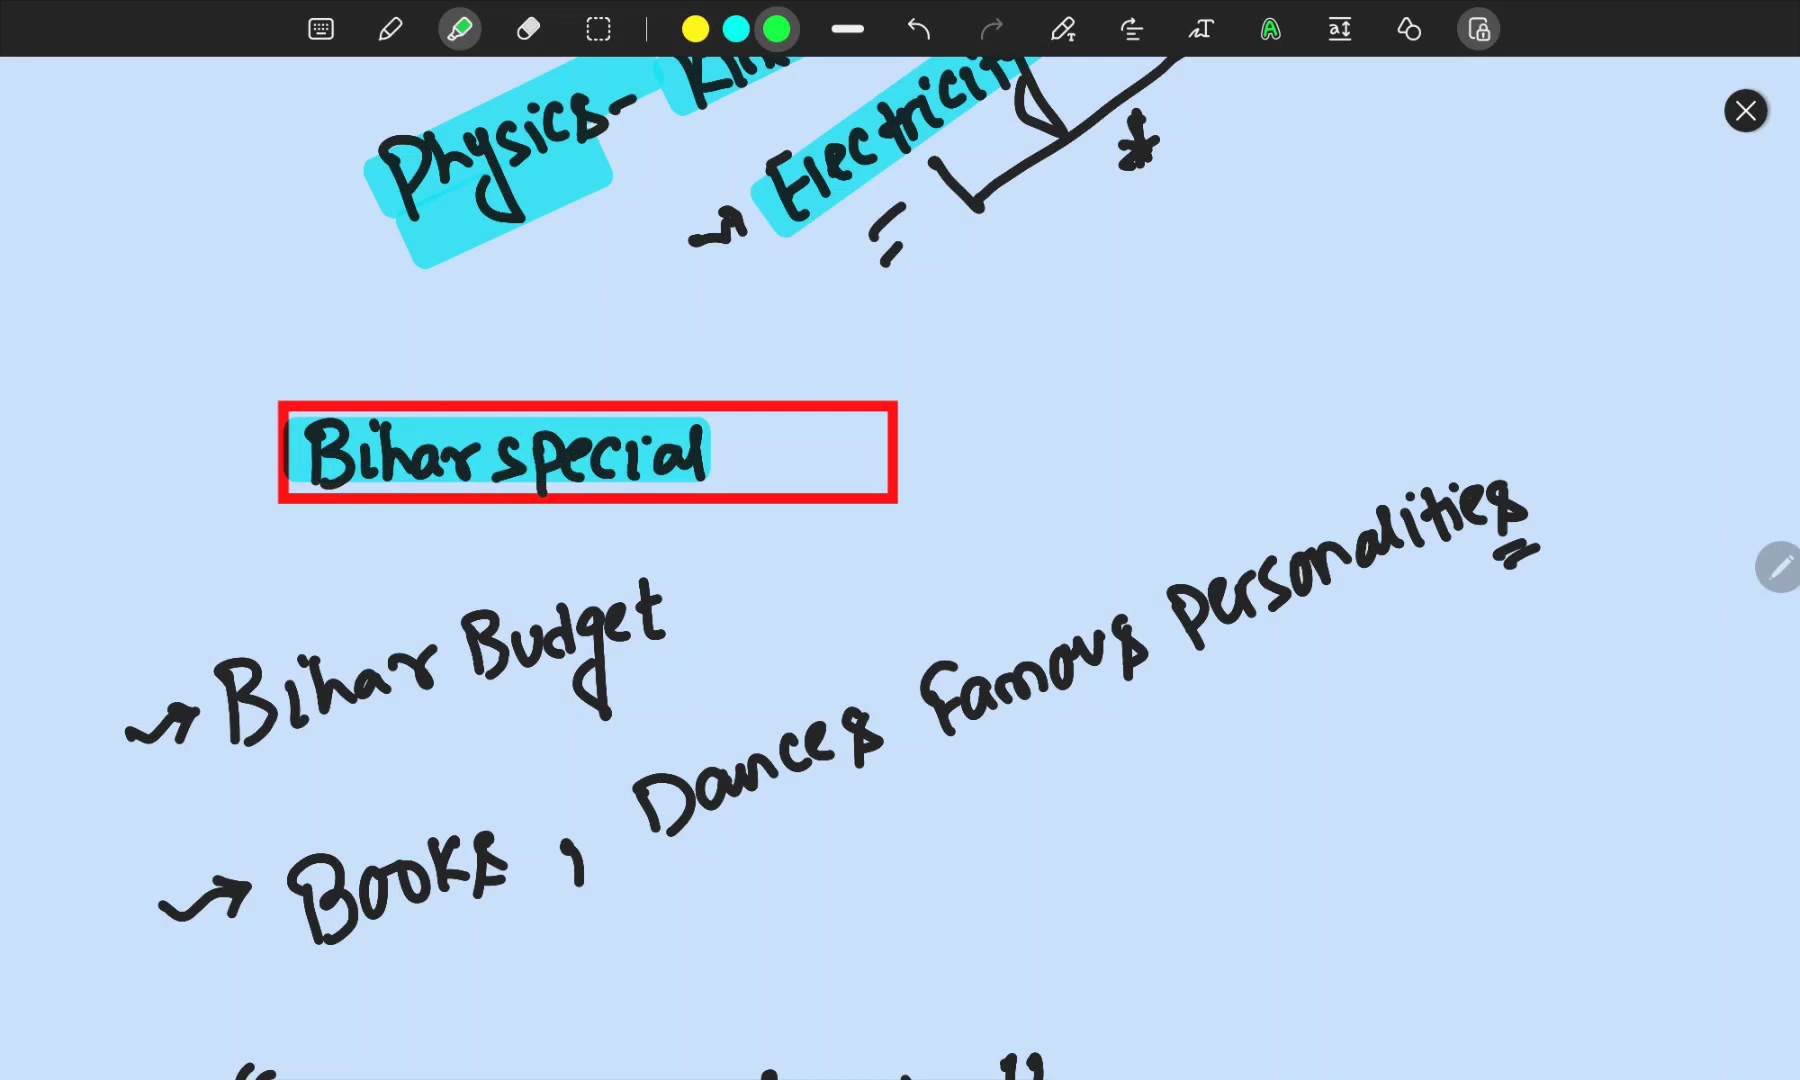 Physics-
→ Electricity
Bihar special
→ Bihar Budget
→ Books, Dances Famous personalities